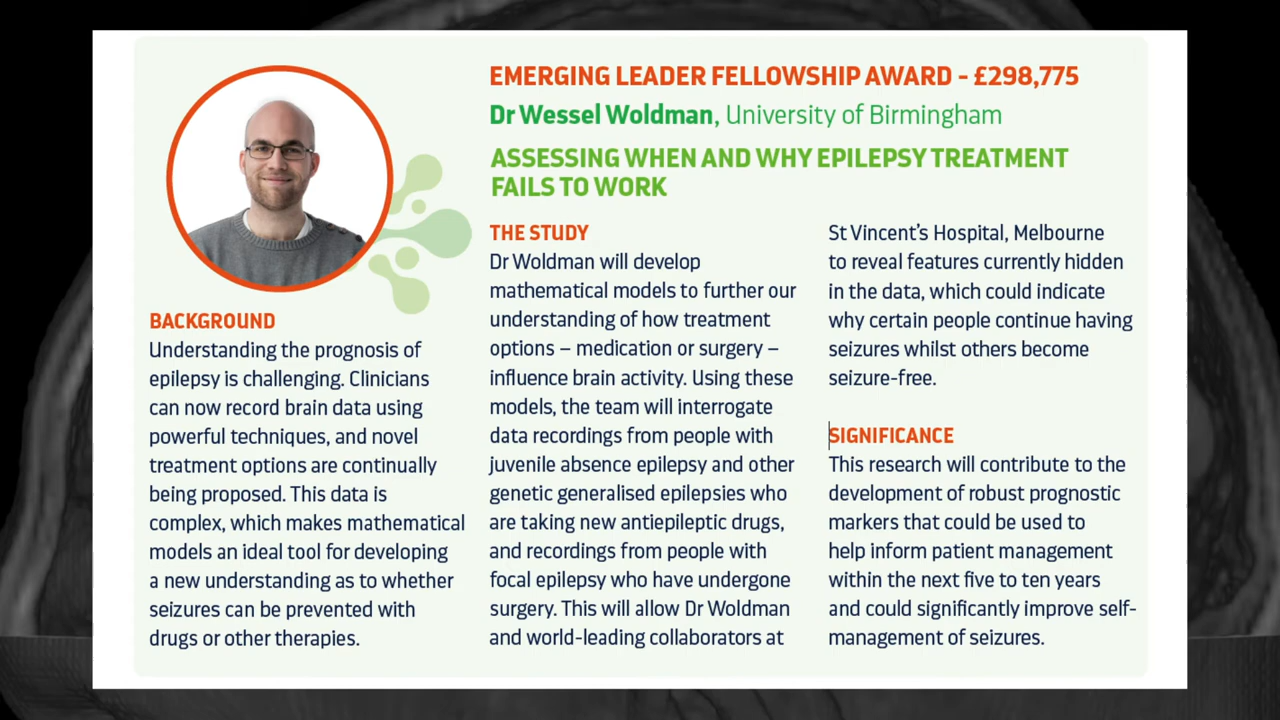 EMERGING LEADER FELLOWSHIP AWARD - £298,775
Dr Wessel Woldman, University of Birmingham
ASSESSING WHEN AND WHY EPILEPSY TREATMENT
FAILS TO WORK
BACKGROUND
Understanding the prognosis of
epilepsy is challenging. Clinicians
can now record brain data using
powerful techniques, and novel
treatment options are continually
being proposed. This data is
complex, which makes mathematical
models an ideal tool for developing
a new understanding as to whether
seizures can be prevented with
drugs or other therapies.
THE STUDY
Dr Woldman will develop
mathematical models to further our
understanding of how treatment
options – medication or surgery –
influence brain activity. Using these
models, the team will interrogate
data recordings from people with
juvenile absence epilepsy and other
genetic generalised epilepsies who
are taking new antiepileptic drugs,
and recordings from people with
focal epilepsy who have undergone
surgery. This will allow Dr Woldman
and world-leading collaborators at
St Vincent's Hospital, Melbourne
to reveal features currently hidden
in the data, which could indicate
why certain people continue having
seizures whilst others become
seizure-free.
SIGNIFICANCE
This research will contribute to the
development of robust prognostic
markers that could be used to
help inform patient management
within the next five to ten years
and could significantly improve self-
management of seizures.